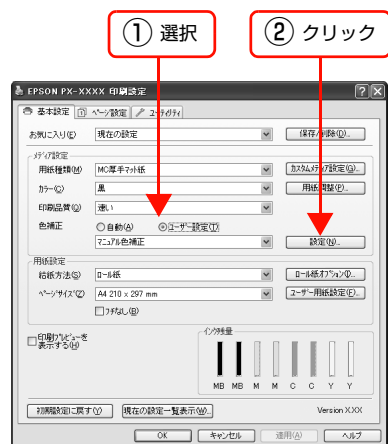 ① 選択
② クリック
EPSON PX-XXXX 印刷設定
基本設定 ページ設定 ユーティリティ
お気に入り(E) 現在の設定 保存/削除(D)...
メディア設定
用紙種類(M) MC厚手マット紙 カスタムメディア設定(G)...
カラー(C) 黒 用紙調整(P)...
印刷品質(Q) 速い
色補正 自動(A) ユーザー設定(T)
マニュアル色補正 設定(N)...
用紙設定
給紙方法(S) ロール紙 ロール紙オプション(I)...
ページサイズ(Z) A4 210 x 297 mm ユーザー用紙設定(F)...
フチなし(B)
印刷プレビューを表示する(H)
インク残量
MB MB M M C C Y Y
初期設定に戻す(Y) 現在の設定一覧表示(W)... Version X.XX
OK キャンセル 適用(A) ヘルプ